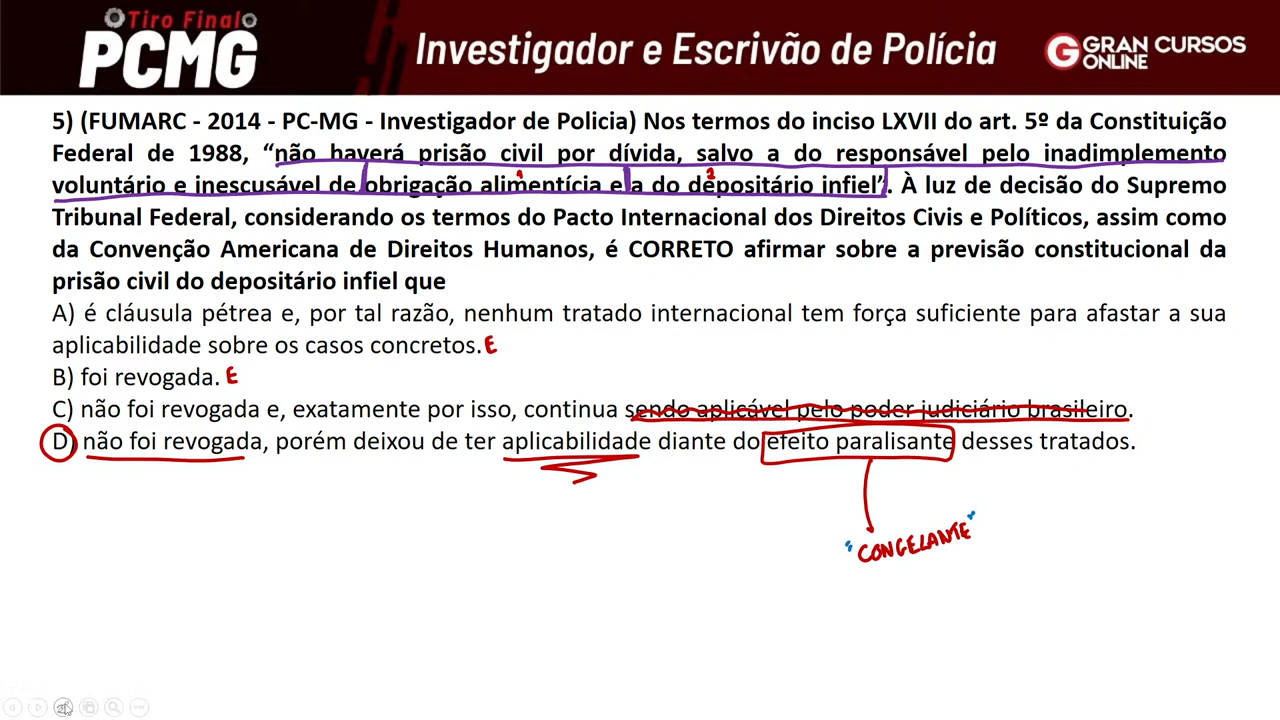 Tiro Final
PCMG
Investigador e Escrivão de Polícia
GRAN CURSOS
ONLINE
5) (FUMARC - 2014 - PC-MG - Investigador de Policia) Nos termos do inciso LXVII do art. 5º da Constituição
Federal de 1988, “não haverá prisão civil por dívida, salvo a do responsável pelo inadimplemento
1 2
voluntário e inescusável de obrigação alimentícia e a do depositário infiel”. À luz de decisão do Supremo
Tribunal Federal, considerando os termos do Pacto Internacional dos Direitos Civis e Políticos, assim como
da Convenção Americana de Direitos Humanos, é CORRETO afirmar sobre a previsão constitucional da
prisão civil do depositário infiel que
A) é cláusula pétrea e, por tal razão, nenhum tratado internacional tem força suficiente para afastar a sua
aplicabilidade sobre os casos concretos. E
B) foi revogada. E
C) não foi revogada e, exatamente por isso, continua sendo aplicável pelo poder judiciário brasileiro.
D) não foi revogada, porém deixou de ter aplicabilidade diante do efeito paralisante desses tratados.
"CONGELANTE"